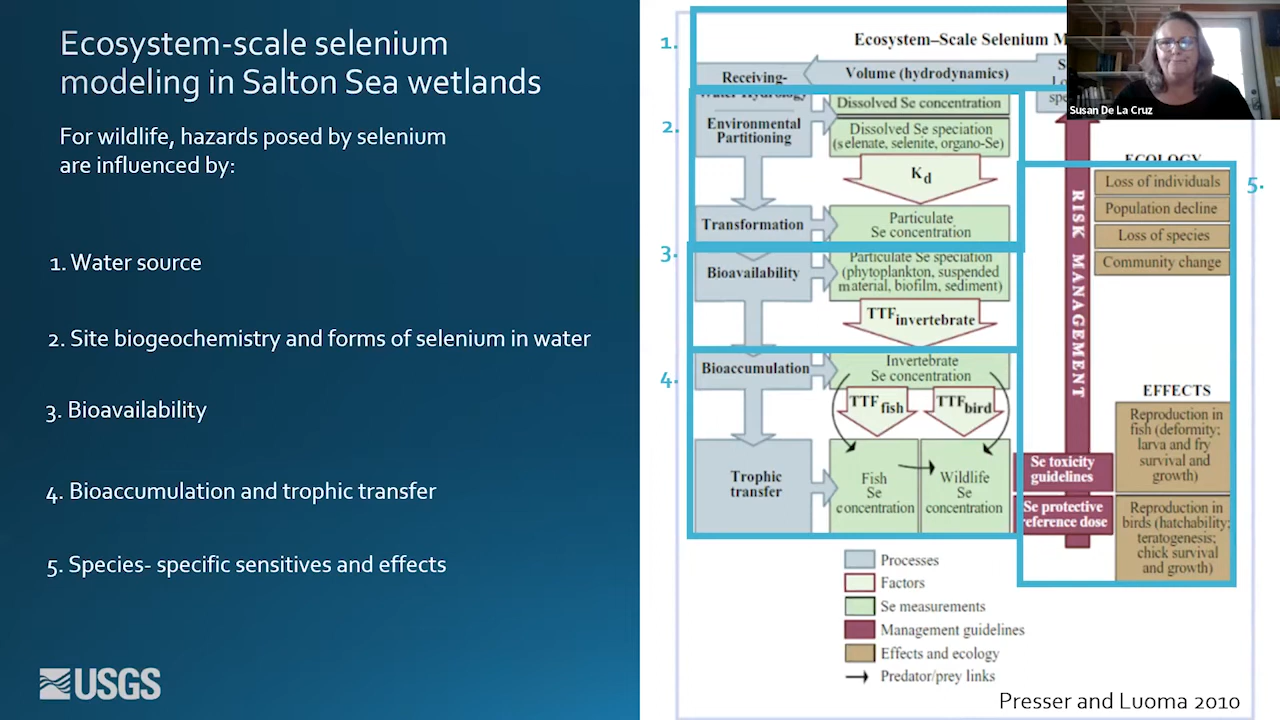 Ecosystem-scale selenium
modeling in Salton Sea wetlands
For wildlife, hazards posed by selenium
are influenced by:
1. Water source
2. Site biogeochemistry and forms of selenium in water
3. Bioavailability
4. Bioaccumulation and trophic transfer
5. Species- specific sensitives and effects
USGS
1.
Ecosystem–Scale Selenium
Receiving-
Volume (hydrodynamics)
Susan De La Cruz
2.
Dissolved Se concentration
Environmental
Partitioning
Dissolved Se speciation
(selenate, selenite, organo-Se)
Kd
Transformation
Particulate
Se concentration
3.
Bioavailability
Particulate Se speciation
(phytoplankton, suspended
material, biofilm, sediment)
TTFinvertebrate
4.
Bioaccumulation
Invertebrate
Se concentration
TTFfish
TTFbird
Trophic
transfer
Fish
Se
concentration
Wildlife
Se
concentration
RISK MANAGEMENT
Se toxicity
guidelines
Se protective
reference dose
ECOLOGY
5.
Loss of individuals
Population decline
Loss of species
Community change
EFFECTS
Reproduction in
fish (deformity;
larva and fry
survival and
growth)
Reproduction in
birds (hatchability;
teratogenesis;
chick survival
and growth)
Processes
Factors
Se measurements
Management guidelines
Effects and ecology
Predator/prey links
Presser and Luoma 2010